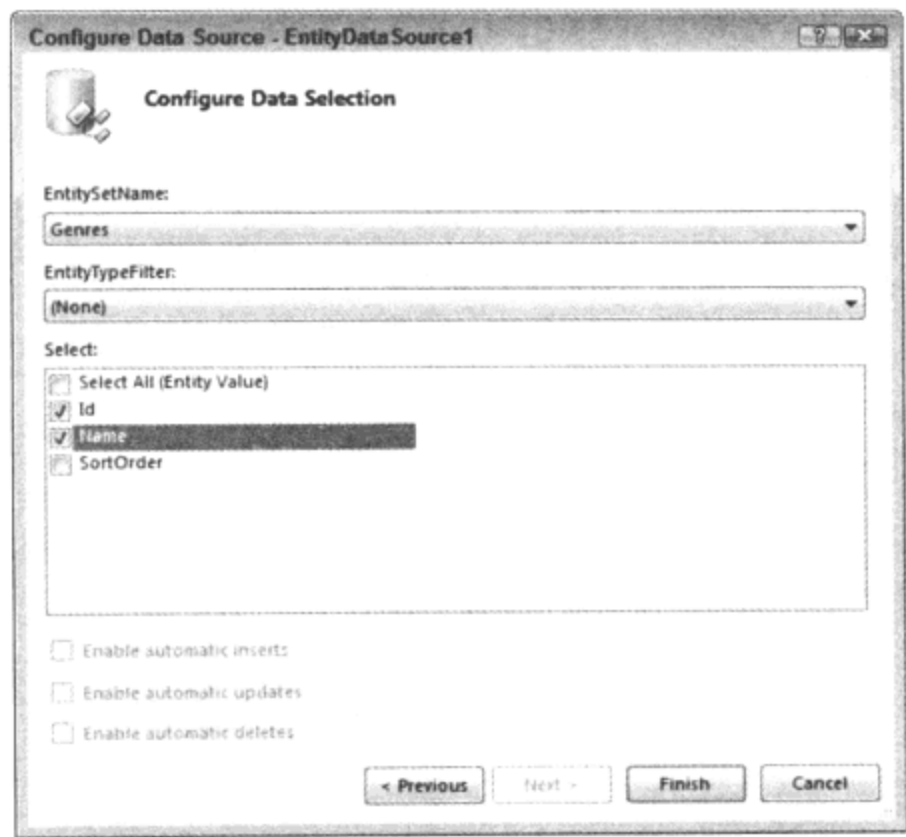 Configure Data Source - EntityDataSource1
Configure Data Selection
EntitySetName:
Genres
EntityTypeFilter:
(None)
Select:
Select All (Entity Value)
Id
Name
SortOrder
Enable automatic inserts
Enable automatic updates
Enable automatic deletes
< Previous Next > Finish Cancel